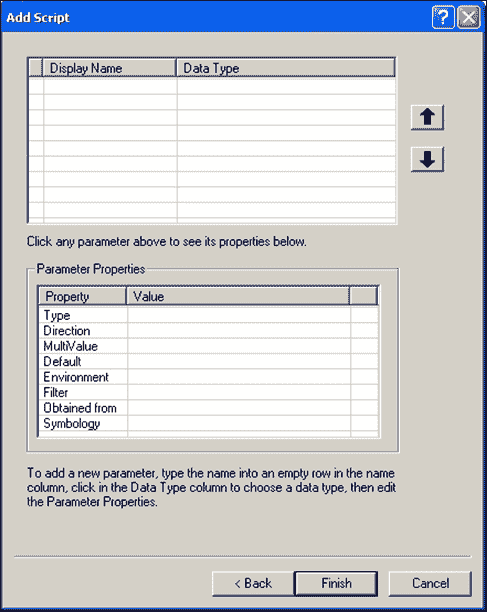 Add Script
Display Name Data Type
Click any parameter above to see its properties below.
Parameter Properties
Property Value
Type
Direction
MultiValue
Default
Environment
Filter
Obtained from
Symbology
To add a new parameter, type the name into an empty row in the name
column, click in the Data Type column to choose a data type, then edit
the Parameter Properties.
< Back Finish Cancel